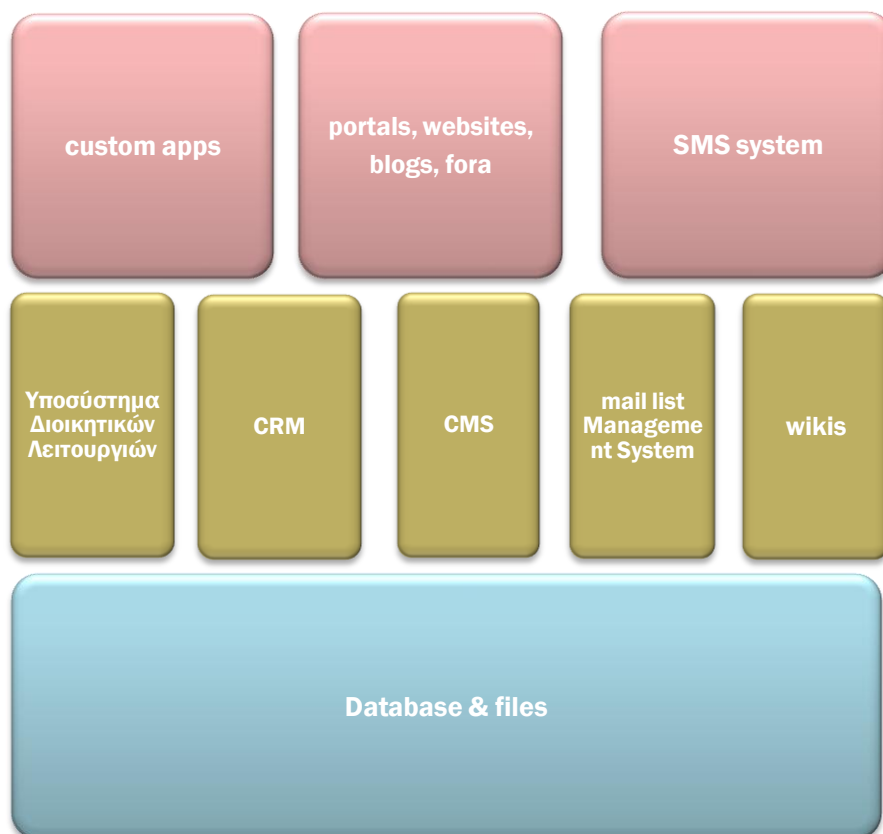 custom apps
portals, websites,
blogs, fora
SMS system
Υποσύστημα
Διοικητικών
Λειτουργιών
CRM
CMS
mail list
Manageme
nt System
wikis
Database & files